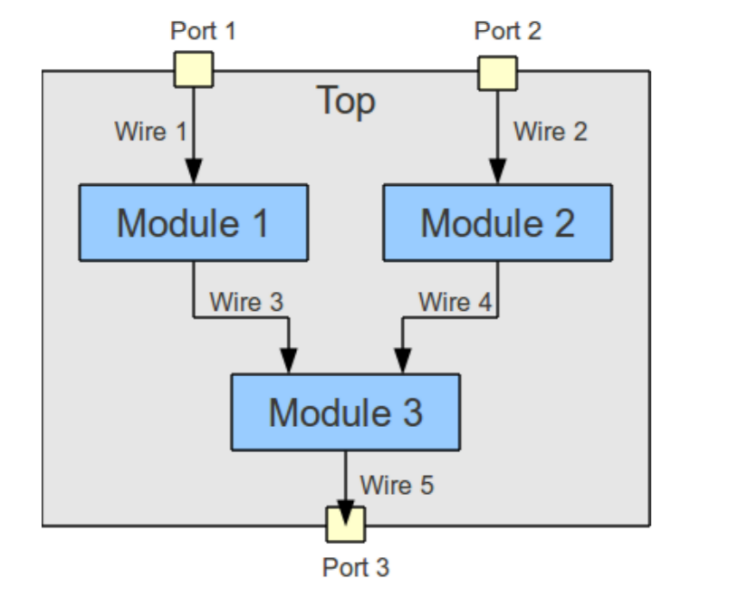 Port 1
Port 2
Top
Wire 1
Wire 2
Module 1
Module 2
Wire 3
Wire 4
Module 3
Wire 5
Port 3